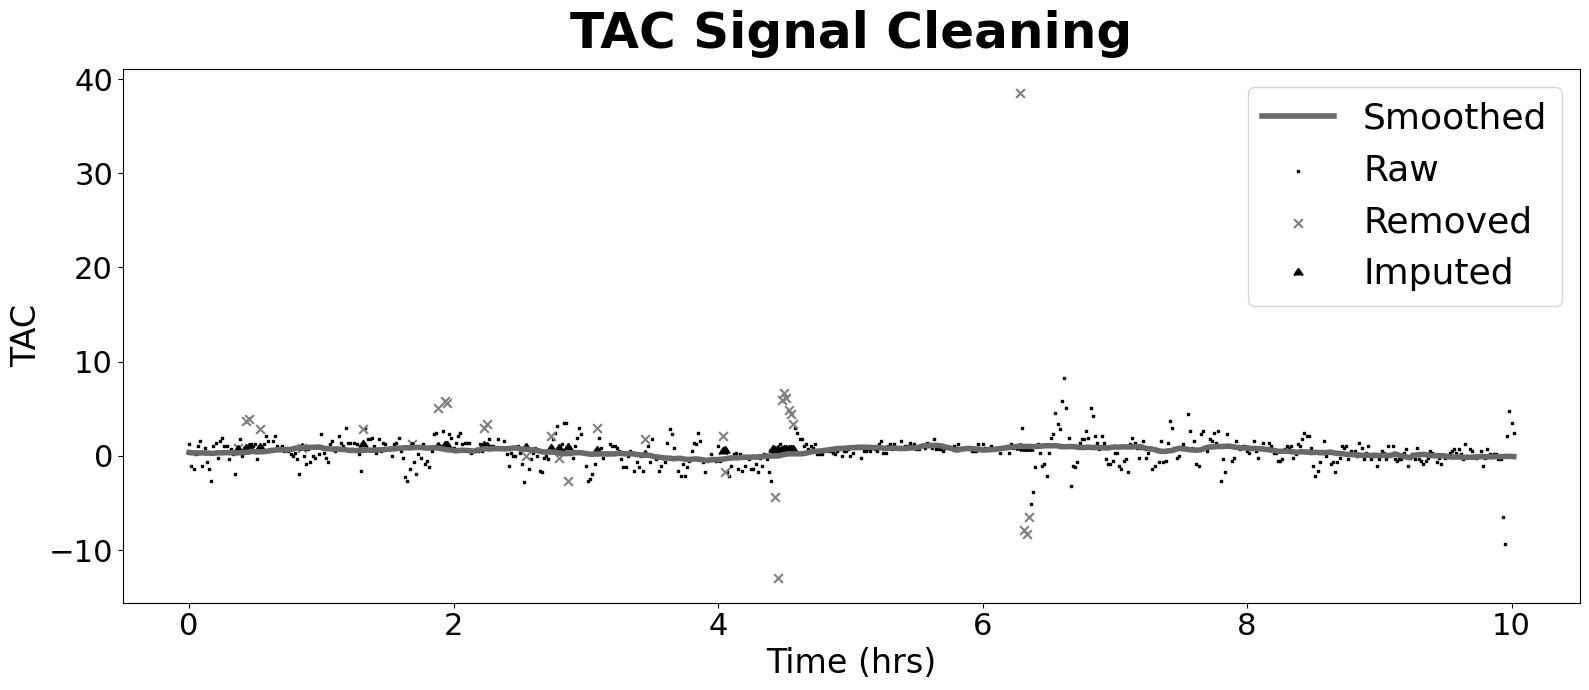 TAC Signal Cleaning
40
30
20
10
0
−10
TAC
Smoothed
Raw
Removed
Imputed
0 2 4 6 8 10
Time (hrs)